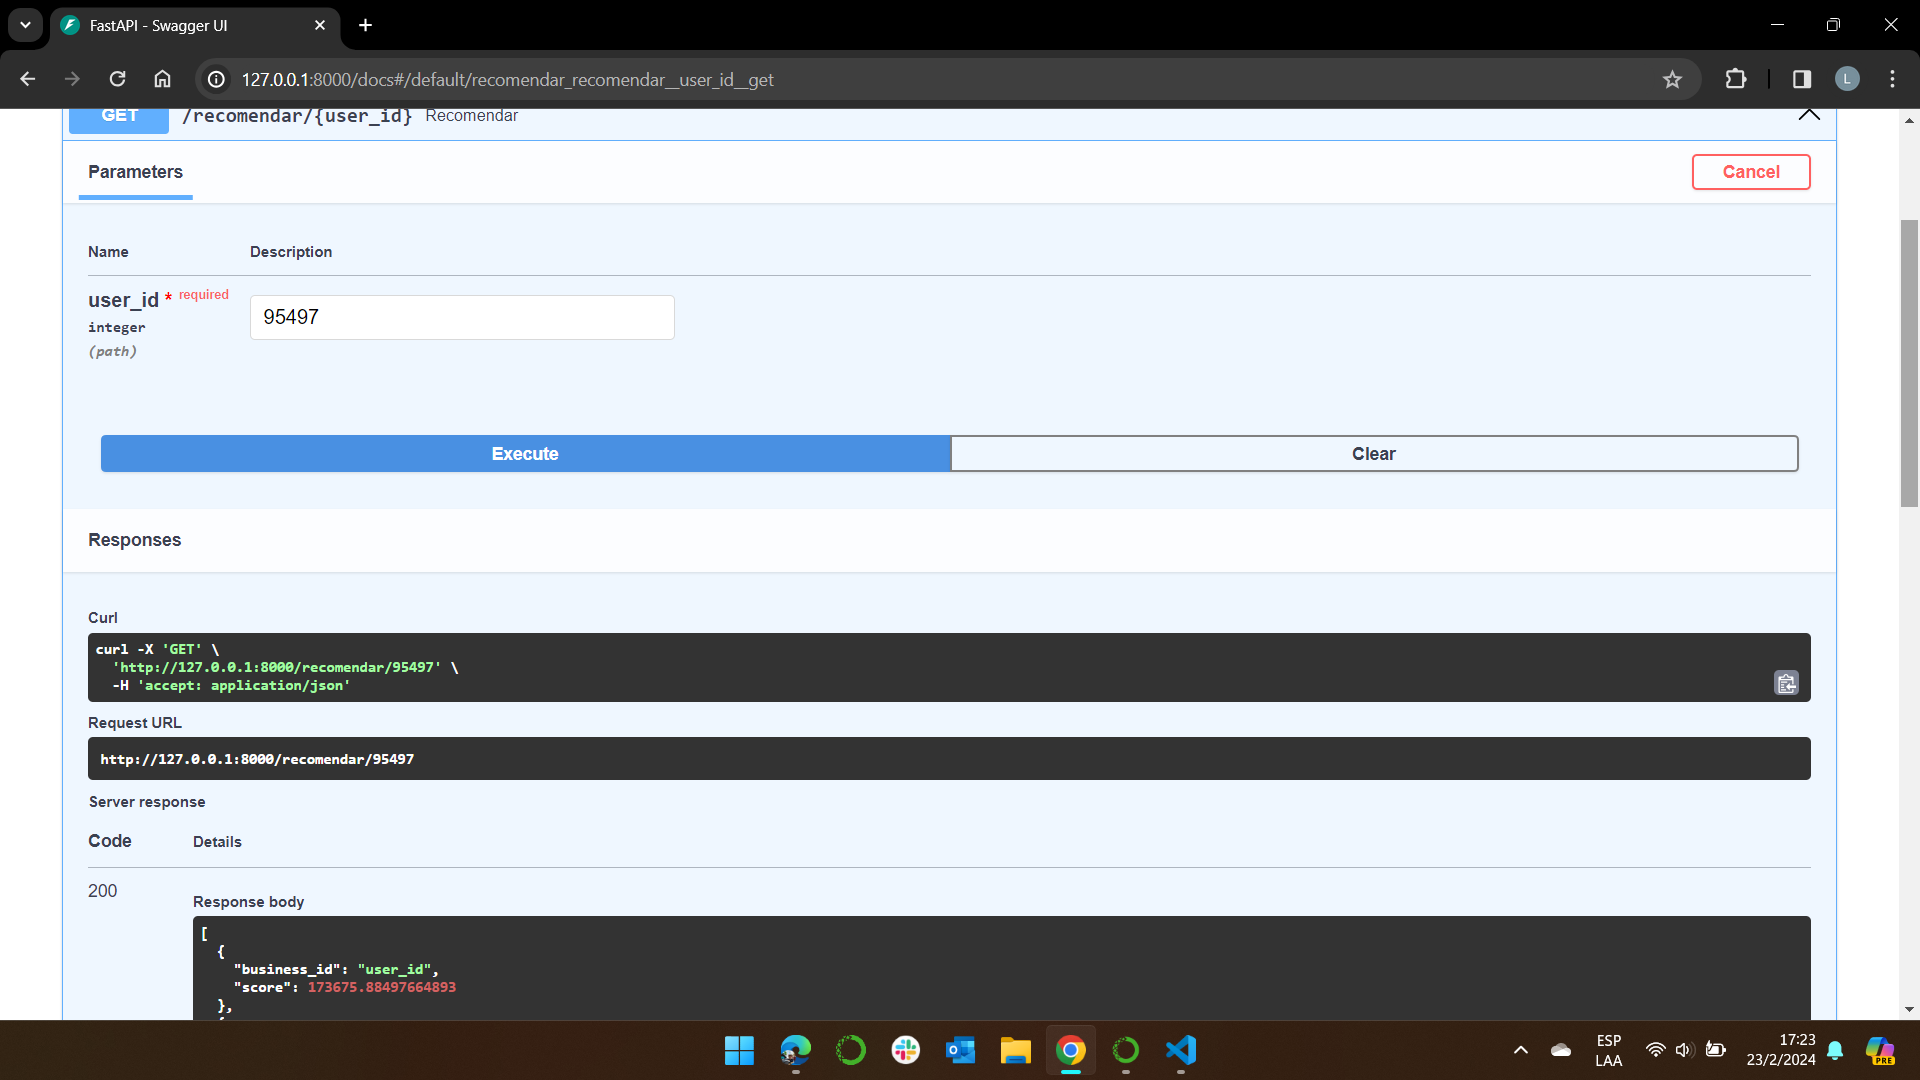 FastAPI - Swagger UI
127.0.0.1:8000/docs#/default/recomendar_recomendar__user_id__get
L
GET /recomendar/{user_id} Recomendar
Parameters
Cancel
Name Description
user_id * required
integer
(path)
95497
Execute Clear
Responses
Curl
curl -X 'GET' \
'http://127.0.0.1:8000/recomendar/95497' \
-H 'accept: application/json'
Request URL
http://127.0.0.1:8000/recomendar/95497
Server response
Code Details
200
Response body
[
{
"business_id": "user_id",
"score": 173675.88497664893
},
ESP
LAA
17:23
23/2/2024
PRE